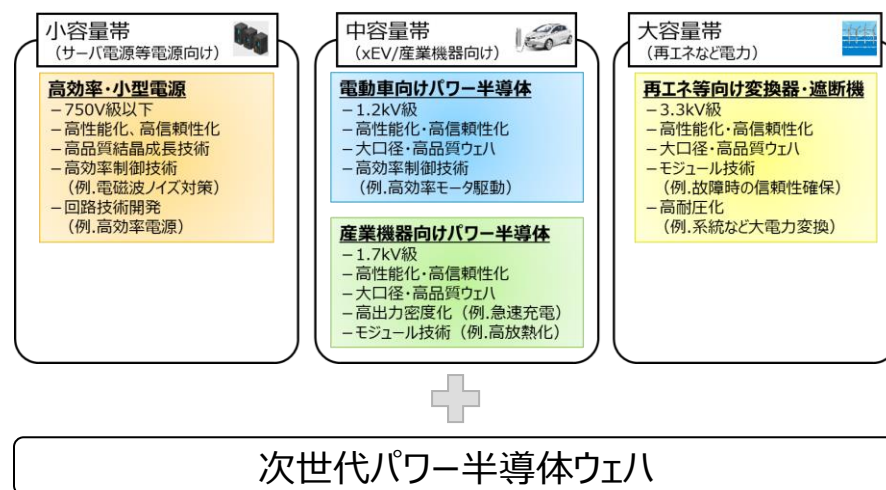 小容量帯
（サーバ電源等電源向け）
高効率・小型電源
－750V級以下
－高性能化、高信頼性化
－高品質結晶成長技術
－高効率制御技術
（例.電磁波ノイズ対策）
－回路技術開発
（例.高効率電源）
中容量帯
（xEV/産業機器向け）
電動車向けパワー半導体
－1.2kV級
－高性能化・高信頼性化
－大口径・高品質ウェハ
－高効率制御技術
（例.高効率モータ駆動）
産業機器向けパワー半導体
－1.7kV級
－高性能化・高信頼性化
－大口径・高品質ウェハ
－高出力密度化（例.急速充電）
－モジュール技術（例.高放熱化）
大容量帯
（再エネなど電力）
再エネ等向け変換器・遮断機
－3.3kV級
－高性能化・高信頼性化
－大口径・高品質ウェハ
－モジュール技術
（例.故障時の信頼性確保）
－高耐圧化
（例.系統など大電力変換）
次世代パワー半導体ウェハ